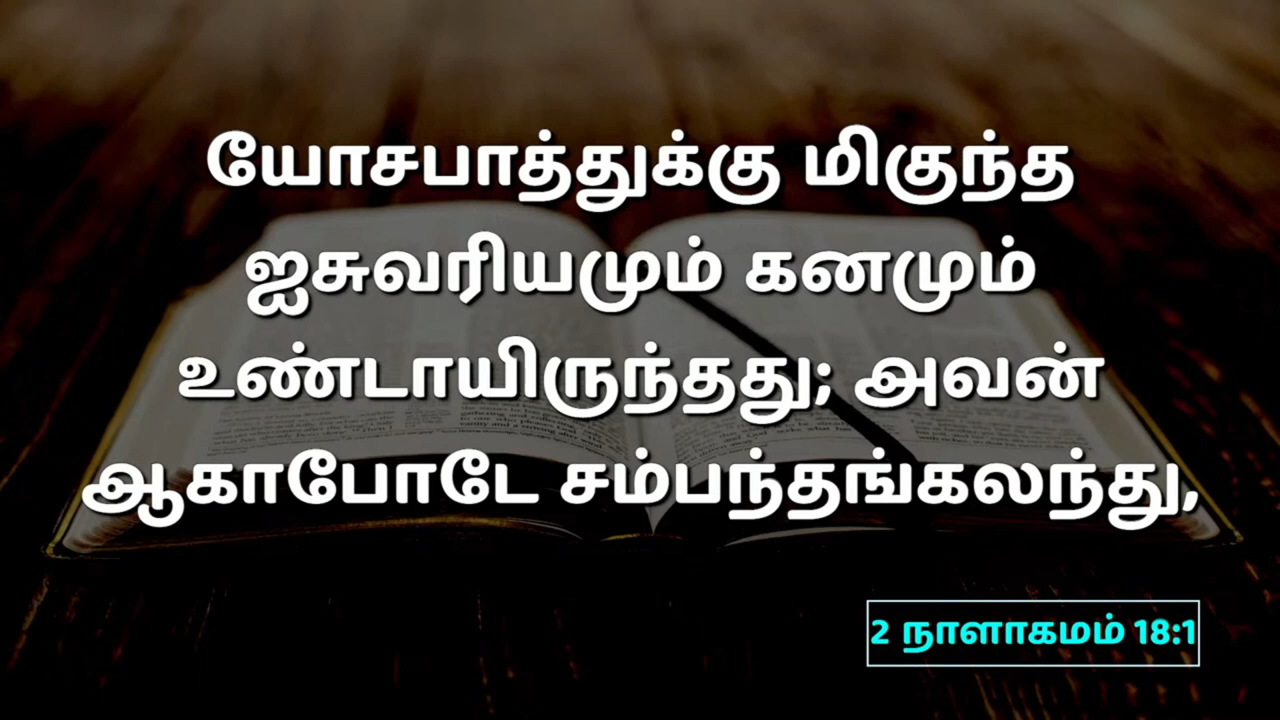 யோசபாத்துக்கு மிகுந்த
ஐசுவரியமும் கனமும்
உண்டாயிருந்தது; அவன்
ஆகாபோடே சம்பந்தங்கலந்து,
2 நாளாகமம் 18:1